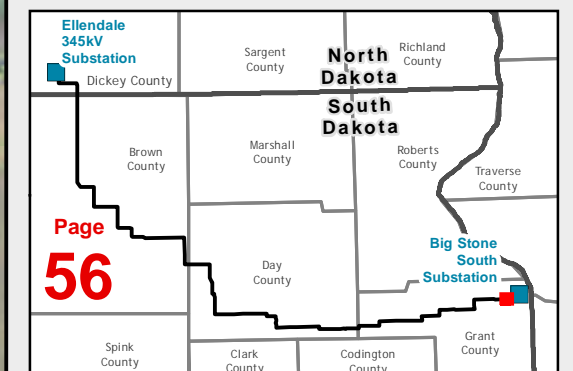 Ellendale
345kV
Substation
Dickey County
Sargent
County
North
Dakota
Richland
County
South
Dakota
Brown
County
Marshall
County
Roberts
County
Traverse
County
Page
56
Day
County
Big Stone
South
Substation
Spink
County
Clark
County
Codington
County
Grant
County